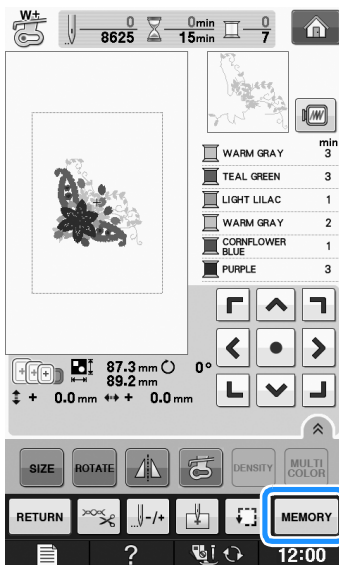 W+
0 0min 0
8625 15min 7
min
WARM GRAY 3
TEAL GREEN 3
LIGHT LILAC 1
WARM GRAY 2
CORNFLOWER
BLUE 1
PURPLE 3
87.3 mm 0°
89.2 mm
+ 0.0 mm + 0.0 mm
SIZE ROTATE DENSITY MULTI
COLOR
RETURN -/+ MEMORY
? 12:00